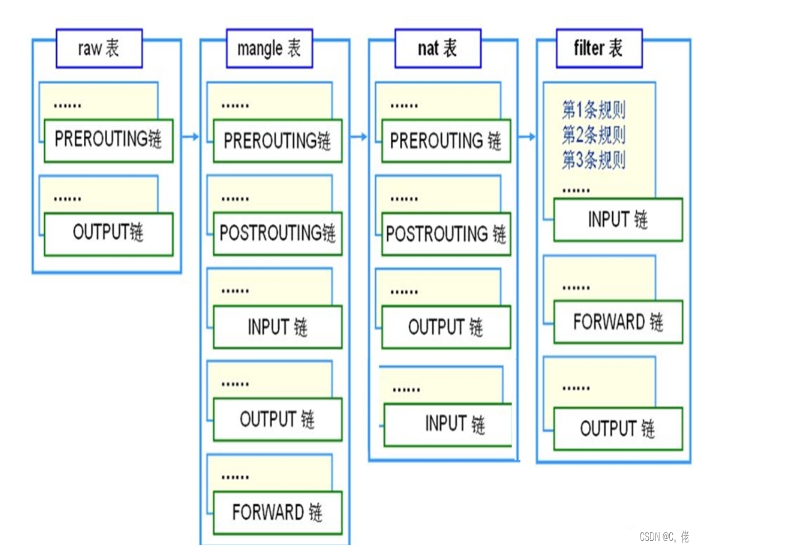 raw 表
mangle 表
nat 表
filter 表
……
PREROUTING链
……
OUTPUT链
……
PREROUTING链
……
POSTROUTING链
……
INPUT 链
……
OUTPUT 链
……
FORWARD 链
……
PREROUTING 链
……
POSTROUTING 链
……
OUTPUT 链
……
INPUT 链
第1条规则
第2条规则
第3条规则
……
INPUT 链
……
FORWARD 链
……
OUTPUT 链
CSDN @C，佬